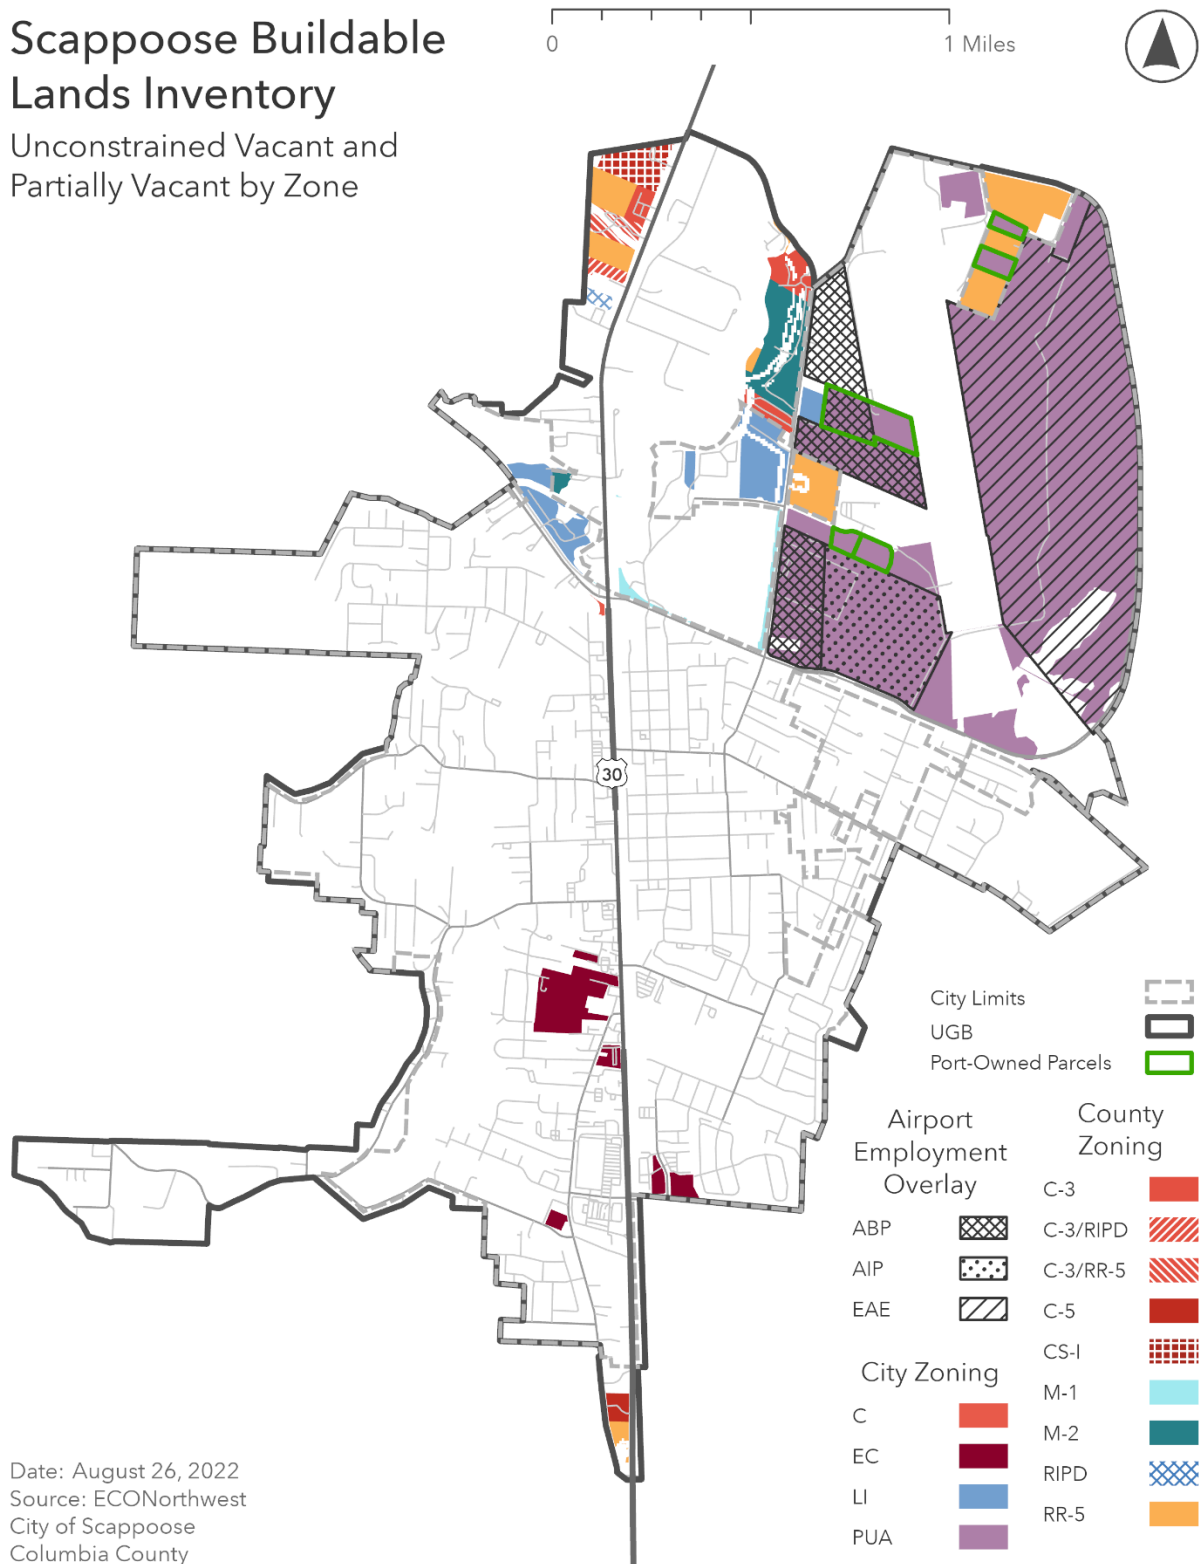 Scappoose Buildable
Lands Inventory
Unconstrained Vacant and
Partially Vacant by Zone
0
1 Miles
30
City Limits
UGB
Port-Owned Parcels
Airport
Employment
Overlay
ABP
AIP
EAE
City Zoning
C
EC
LI
PUA
County
Zoning
C-3
C-3/RIPD
C-3/RR-5
C-5
CS-I
M-1
M-2
RIPD
RR-5
Date: August 26, 2022
Source: ECONorthwest
City of Scappoose
Columbia County